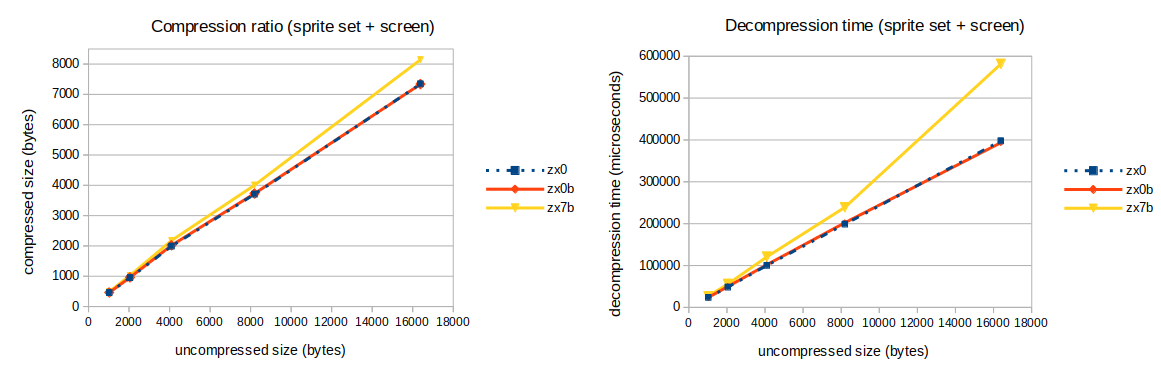 Compression ratio (sprite set + screen)
compressed size (bytes)
8000
7000
6000
5000
4000
3000
2000
1000
0
0 2000 4000 6000 8000 10000 12000 14000 16000 18000
uncompressed size (bytes)
zx0
zx0b
zx7b
Decompression time (sprite set + screen)
decompression time (microseconds)
600000
500000
400000
300000
200000
100000
0
0 2000 4000 6000 8000 10000 12000 14000 16000 18000
uncompressed size (bytes)
zx0
zx0b
zx7b